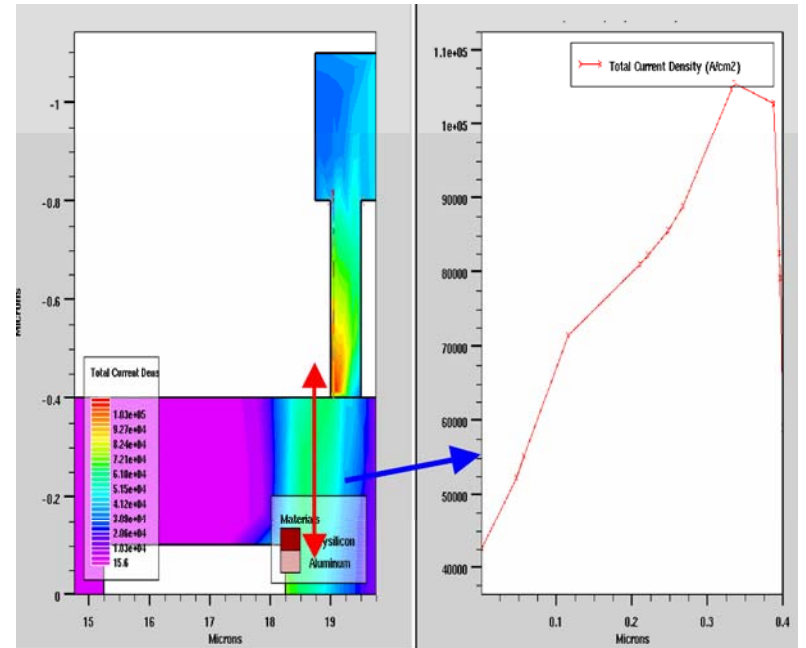 -1
-0.8
-0.6
-0.4
-0.2
0
Microns
15
16
17
18
19
Microns
Total Current Dens
1.03e+05
9.27e+04
8.24e+04
7.21e+04
6.18e+04
5.15e+04
4.12e+04
3.09e+04
2.06e+04
1.03e+04
15.6
Materials
ysilicon
Aluminum
1.1e+05
1e+05
90000
80000
70000
60000
50000
40000
Total Current Density (A/cm2)
0.1
0.2
0.3
0.4
Microns